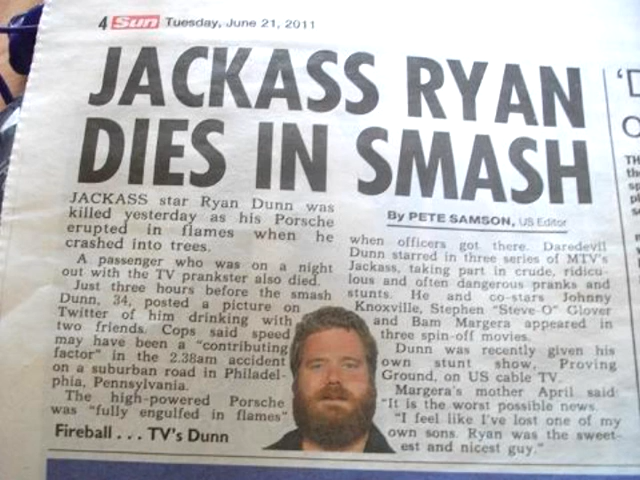 4 Sun Tuesday, June 21, 2011
JACKASS RYAN
DIES IN SMASH
JACKASS star Ryan Dunn was
killed yesterday as his Porsche
erupted in flames when he
crashed into trees.
A passenger who was on a night
out with the TV prankster also died.
Just three hours before the smash
Dunn, 34, posted a picture on
Twitter of him drinking with
two friends. Cops said speed
may have been a "contributing
factor" in the 2.38am accident
on a suburban road in Philadel-
phia, Pennsylvania.
The high-powered Porsche
was "fully engulfed in flames"
Fireball . . . TV's Dunn
By PETE SAMSON, US Editor
when officers got there. Daredevil
Dunn starred in three series of MTV's
Jackass, taking part in crude, ridicu-
lous and often dangerous pranks and
stunts. He and co-stars Johnny
Knoxville, Stephen "Steve-O" Glover
and Bam Margera appeared in
three spin-off movies.
Dunn was recently given his
own stunt show, Proving
Ground, on US cable TV.
Margera's mother April said
"It is the worst possible news.
"I feel like I've lost one of my
own sons. Ryan was the sweet-
est and nicest guy."